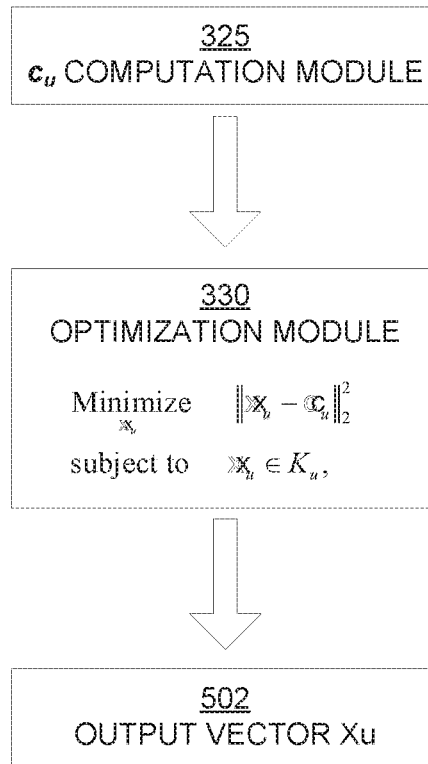 325
c_u COMPUTATION MODULE
330
OPTIMIZATION MODULE
Minimize ‖x_u − c_u‖₂²
x_u
subject to x_u ∈ K_u,
502
OUTPUT VECTOR Xu